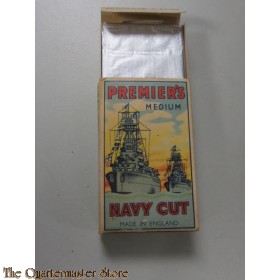 PREMIER'S
MEDIUM
NAVY CUT
MADE IN ENGLAND
© The Quartermaster Store